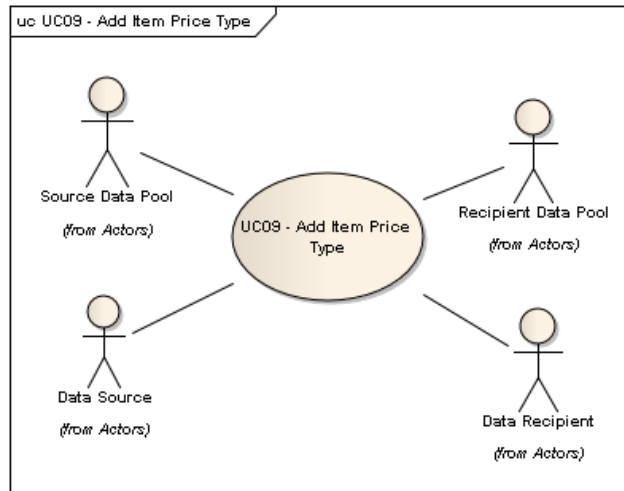 uc UC09 - Add Item Price Type
Source Data Pool
(from Actors)
Recipient Data Pool
(from Actors)
UC09 - Add Item Price
Type
Data Source
(from Actors)
Data Recipient
(from Actors)